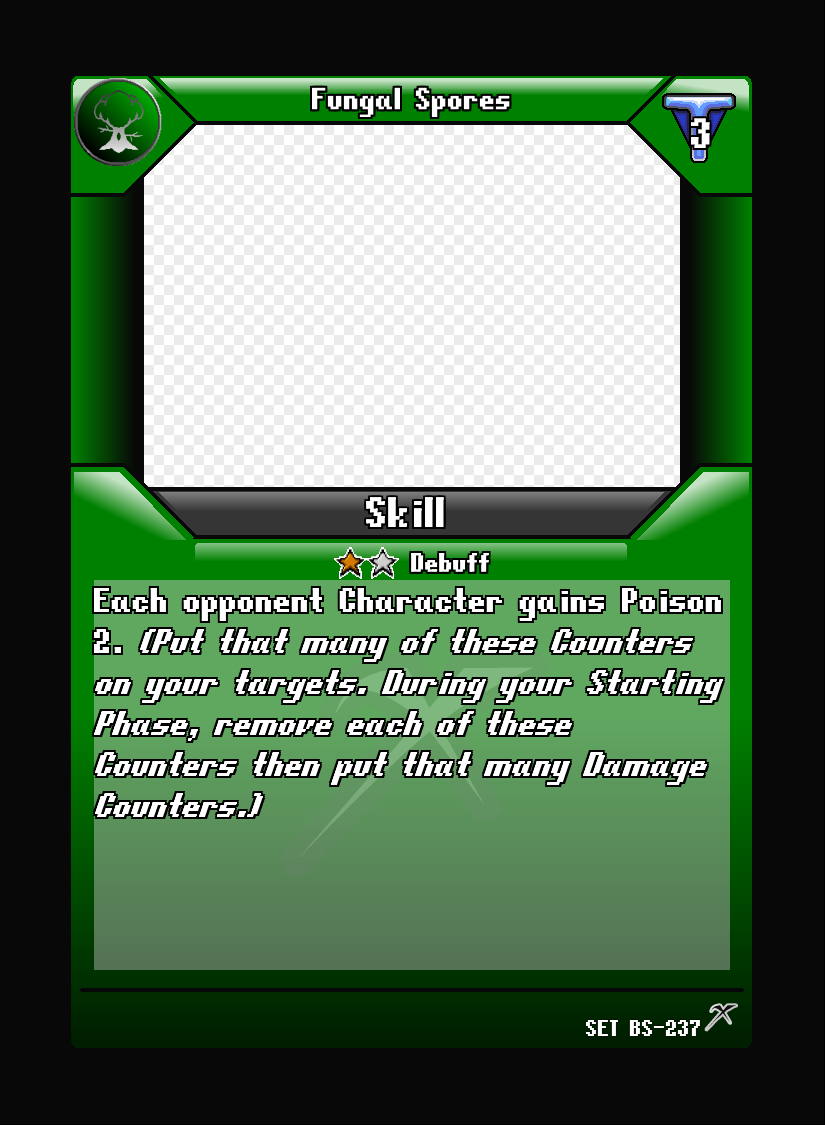 Fungal Spores
3
Skill
Debuff
Each opponent Character gains Poison
2. (Put that many of these Counters
on your targets. During your Starting
Phase, remove each of these
Counters then put that many Damage
Counters.)
SET BS-237